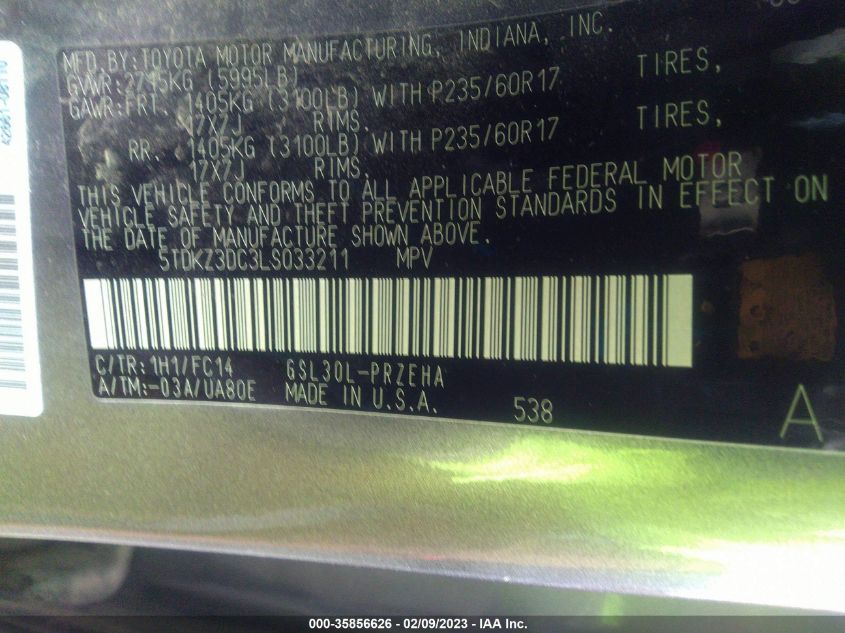 MFD.BY:TOYOTA MOTOR MANUFACTURING, INDIANA, INC.
GVWR:2715KG (5995LB)
GAWR:FRT. 1405KG (3100LB) WITH P235/60R17 TIRES,
17X7J RIMS,
RR. 1405KG (3100LB) WITH P235/60R17 TIRES,
17X7J RIMS.
THIS VEHICLE CONFORMS TO ALL APPLICABLE FEDERAL MOTOR
VEHICLE SAFETY AND THEFT PREVENTION STANDARDS IN EFFECT ON
THE DATE OF MANUFACTURE SHOWN ABOVE.
5TDKZ3DC3LS033211 MPV
C/TR:1H1/FC14 GSL30L-PRZEHA
A/TM:-03A/UA80E MADE IN U.S.A.
538
A
000-35856626 - 02/09/2023 - IAA Inc.